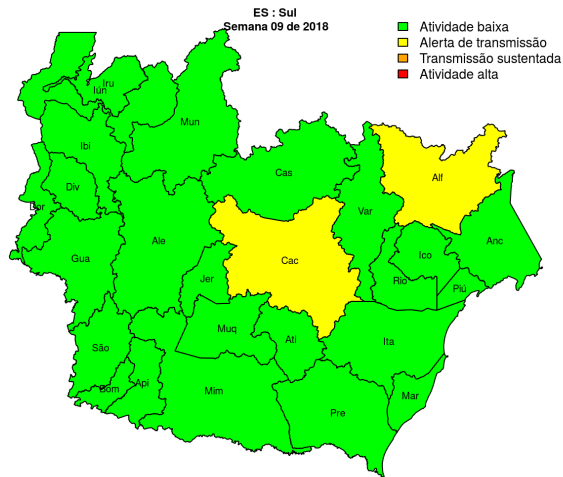 ES : Sul
Semana 09 de 2018
Atividade baixa
Alerta de transmissão
Transmissão sustentada
Atividade alta
Iru
Iún
Mun
Ibi
Cas
Alf
Div
Dor
Var
Ale
Anc
Gua
Cac
Ico
Jer
Rio
Piú
Muq
Ati
Ita
São
Bom
Api
Mim
Mar
Pre